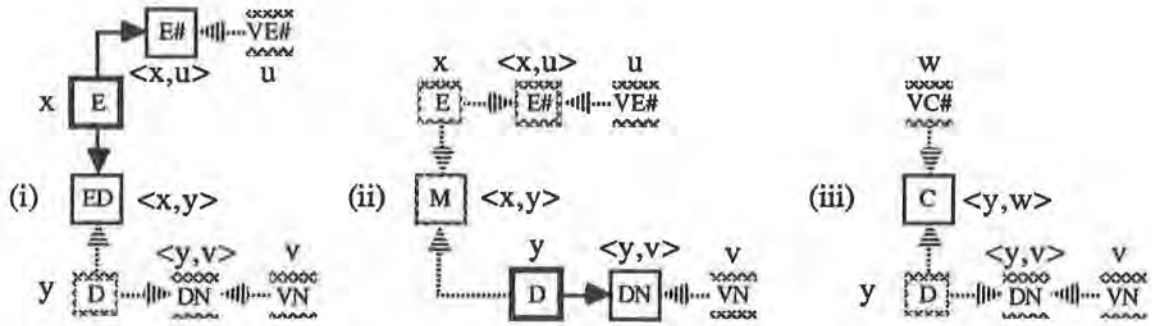 E# VE#
<x,u> u
x E
(i) ED <x,y>
<y,v> v
y D DN VN
x <x,u> u
E E# VE#
(ii) M <x,y>
y <y,v> v
D DN VN
w
VC#
(iii) C <y,w>
<y,v> v
y D DN VN